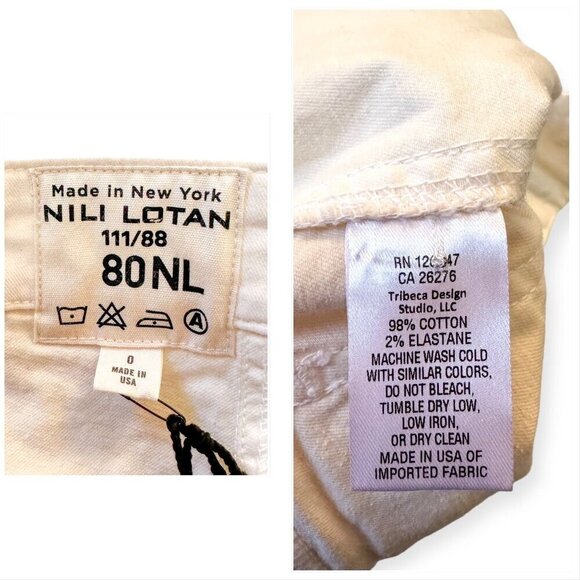 Made in New York
NILI LOTAN
111/88
80NL
A
0
MADE IN
USA
CA 26276
Tribeca Design
Studio, LLC
98% COTTON
2% ELASTANE
MACHINE WASH COLD
WITH SIMILAR COLORS,
DO NOT BLEACH,
TUMBLE DRY LOW,
LOW IRON,
OR DRY CLEAN
MADE IN USA OF
IMPORTED FABRIC